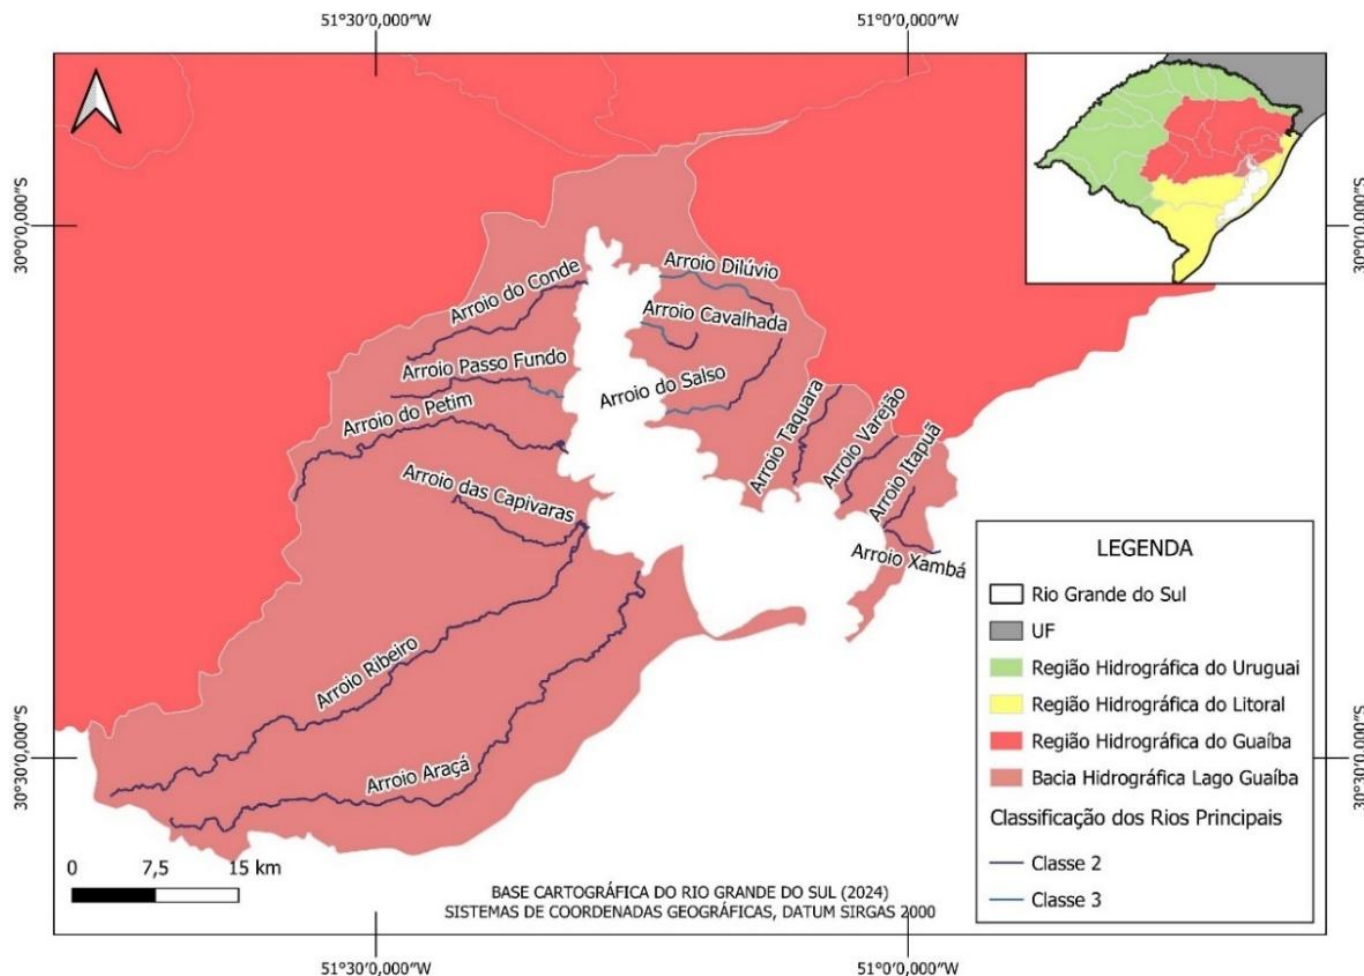 51°30'0,000"W
51°0'0,000"W
30°0'0,000"S
30°0'0,000"S
Arroio do Conde
Arroio Dilúvio
Arroio Cavalhada
Arroio Passo Fundo
Arroio do Salso
Arroio do Petim
Arroio Taquara
Arroio Varejão
Arroio Itapuã
Arroio das Capivaras
Arroio Xambá
Arroio Ribeiro
Arroio Araçá
30°30'0,000"S
30°30'0,000"S
LEGENDA
Rio Grande do Sul
UF
Região Hidrográfica do Uruguai
Região Hidrográfica do Litoral
Região Hidrográfica do Guaíba
Bacia Hidrográfica Lago Guaíba
Classificação dos Rios Principais
Classe 2
Classe 3
0 7,5 15 km
BASE CARTOGRÁFICA DO RIO GRANDE DO SUL (2024)
SISTEMAS DE COORDENADAS GEOGRÁFICAS, DATUM SIRGAS 2000
51°30'0,000"W
51°0'0,000"W